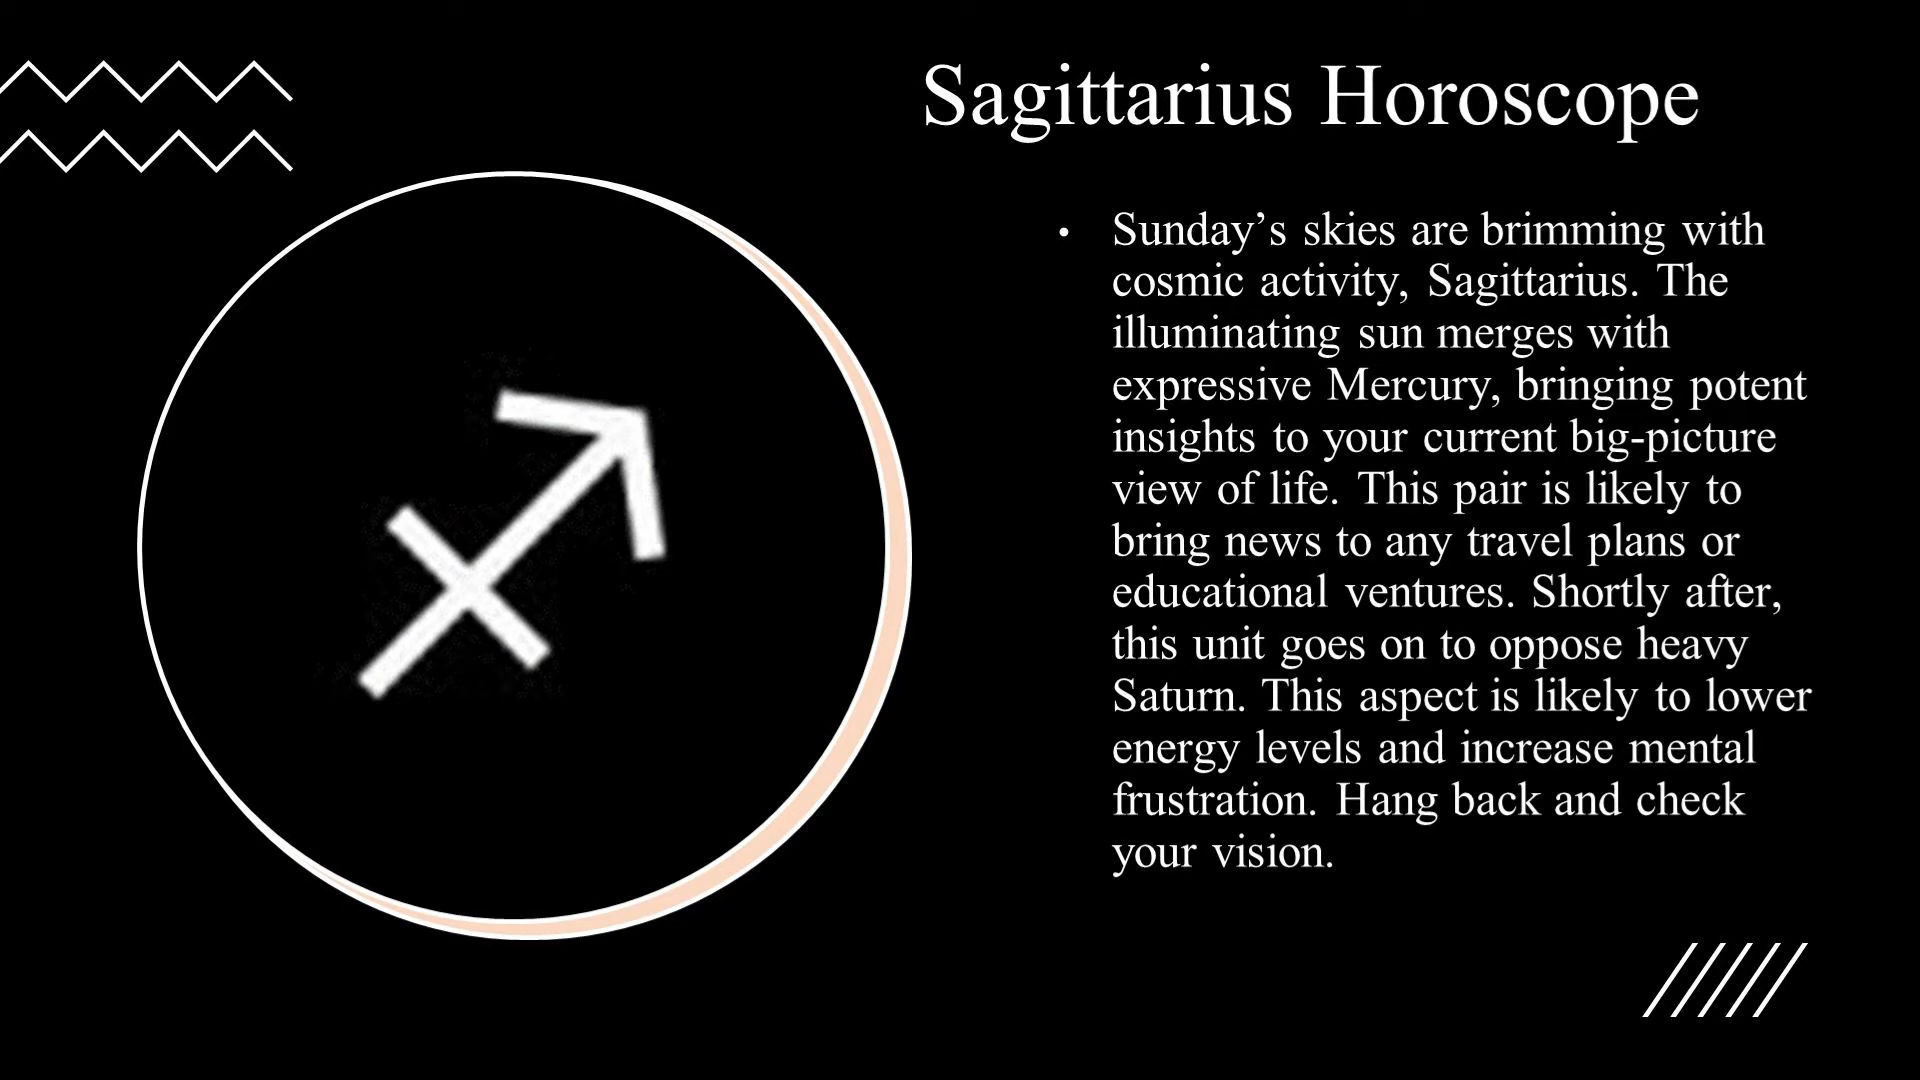 Sagittarius Horoscope
• Sunday’s skies are brimming with
cosmic activity, Sagittarius. The
illuminating sun merges with
expressive Mercury, bringing potent
insights to your current big-picture
view of life. This pair is likely to
bring news to any travel plans or
educational ventures. Shortly after,
this unit goes on to oppose heavy
Saturn. This aspect is likely to lower
energy levels and increase mental
frustration. Hang back and check
your vision.